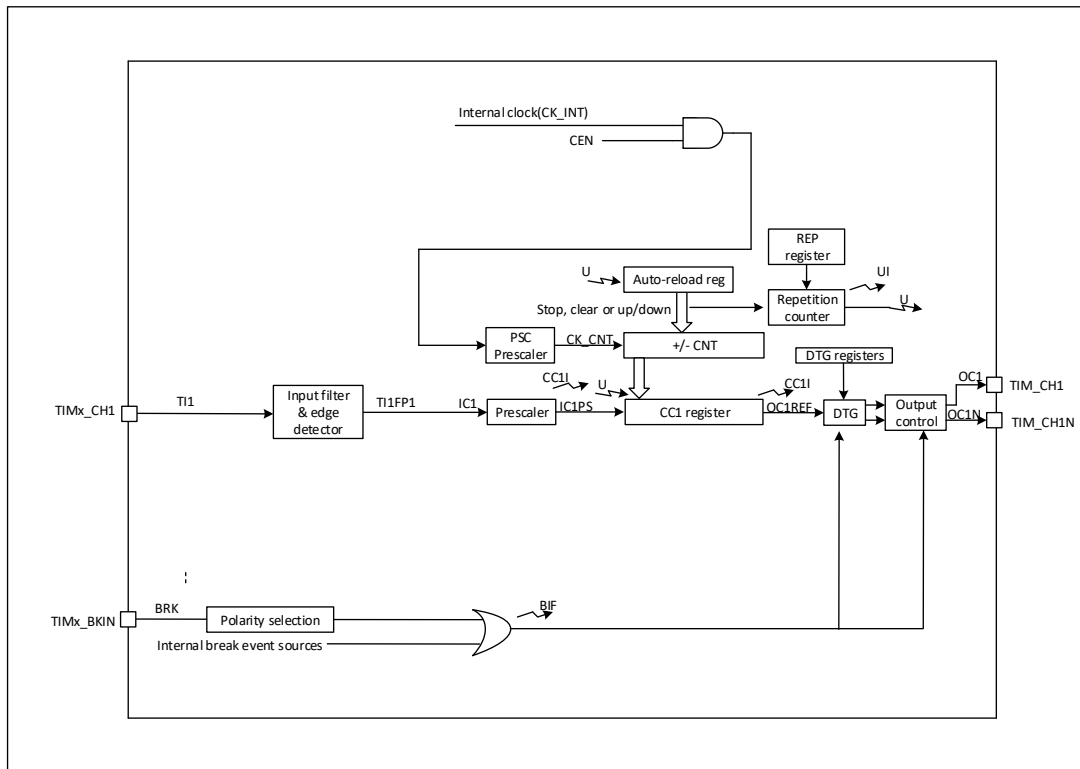 Internal clock(CK_INT)
CEN
REP
register
U
Auto-reload reg
UI
Stop, clear or up/down
Repetition
counter
U
PSC
Prescaler
CK_CNT
+/- CNT
DTG registers
CC1I
U
CC1I
OC1
TIM_CH1
TIMx_CH1
TI1
Input filter
& edge
detector
TI1FP1
IC1
Prescaler
IC1PS
CC1 register
OC1REF
DTG
Output
control
OC1N
TIM_CH1N
TIMx_BKIN
BRK
Polarity selection
BIF
Internal break event sources